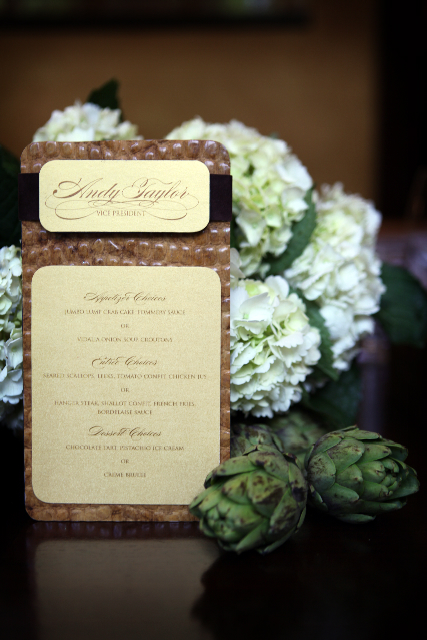 Andy Taylor
VICE PRESIDENT
Appetizer Choices
JUMBO LUMP CRAB CAKE, POMMERY SAUCE
OR
VIDALIA ONION SOUP, CROUTONS
Entrée Choices
SEARED SCALLOPS, LEEKS, TOMATO CONFIT, CHICKEN JUS
OR
HANGER STEAK, SHALLOT COMFIT, FRENCH FRIES,
BORDELAISE SAUCE
Dessert Choices
CHOCOLATE TART, PISTACHIO ICE CREAM
OR
CRÈME BRULEE